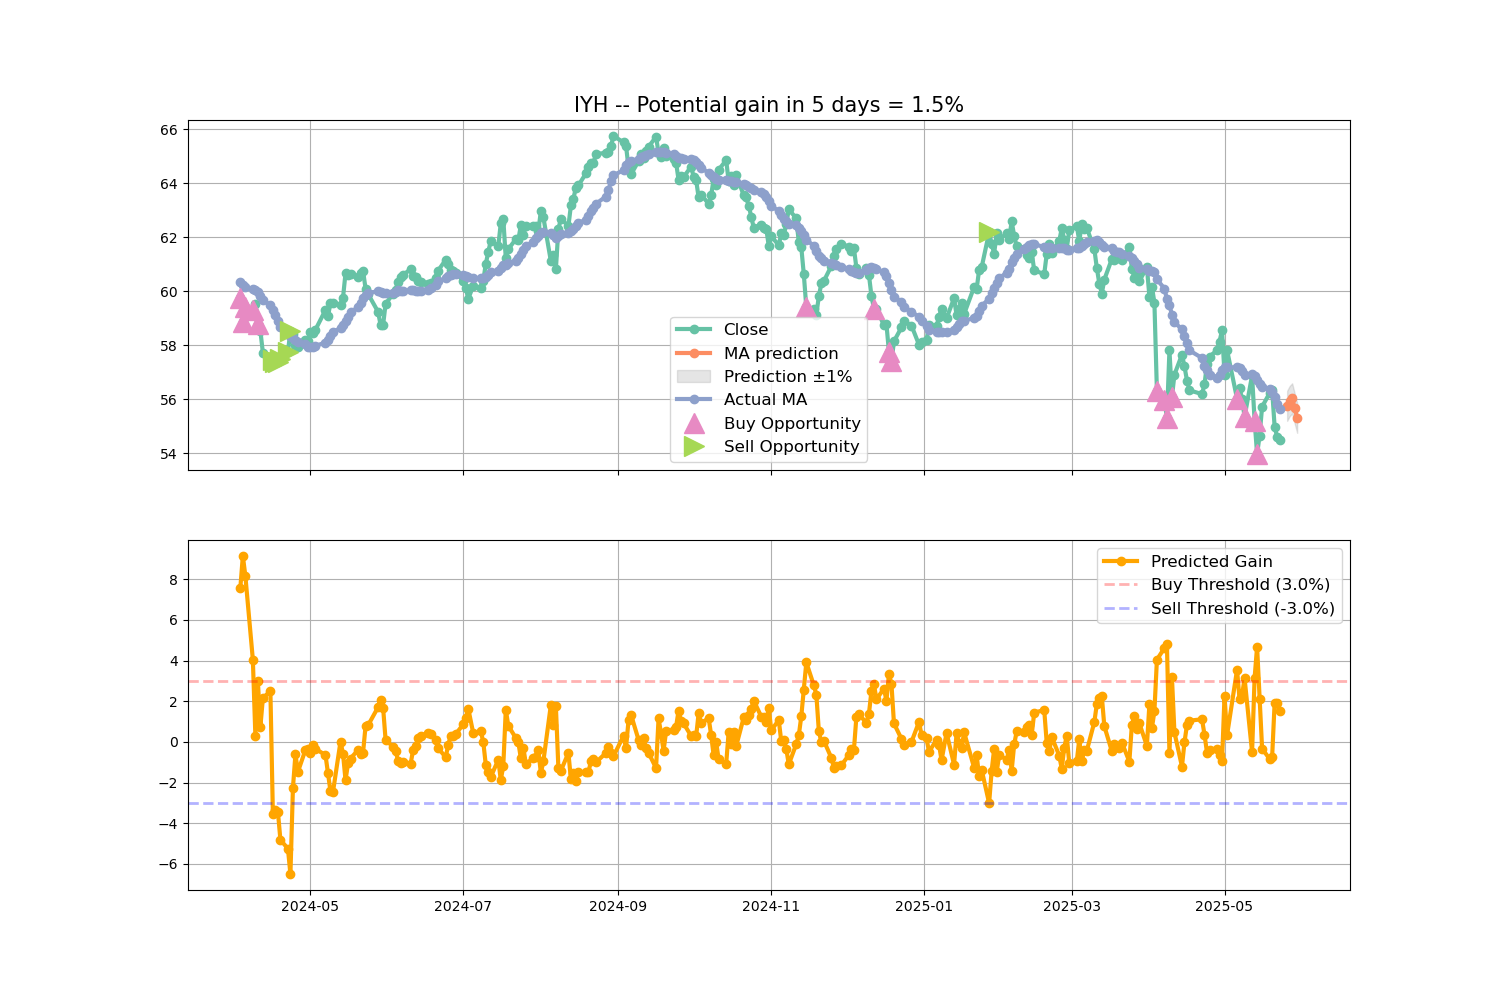 IYH -- Potential gain in 5 days = 1.5%
66
64
62
60
58
56
54
Close
MA prediction
Prediction ±1%
Actual MA
Buy Opportunity
Sell Opportunity
8
6
4
2
0
−2
−4
−6
Predicted Gain
Buy Threshold (3.0%)
Sell Threshold (-3.0%)
2024-05
2024-07
2024-09
2024-11
2025-01
2025-03
2025-05